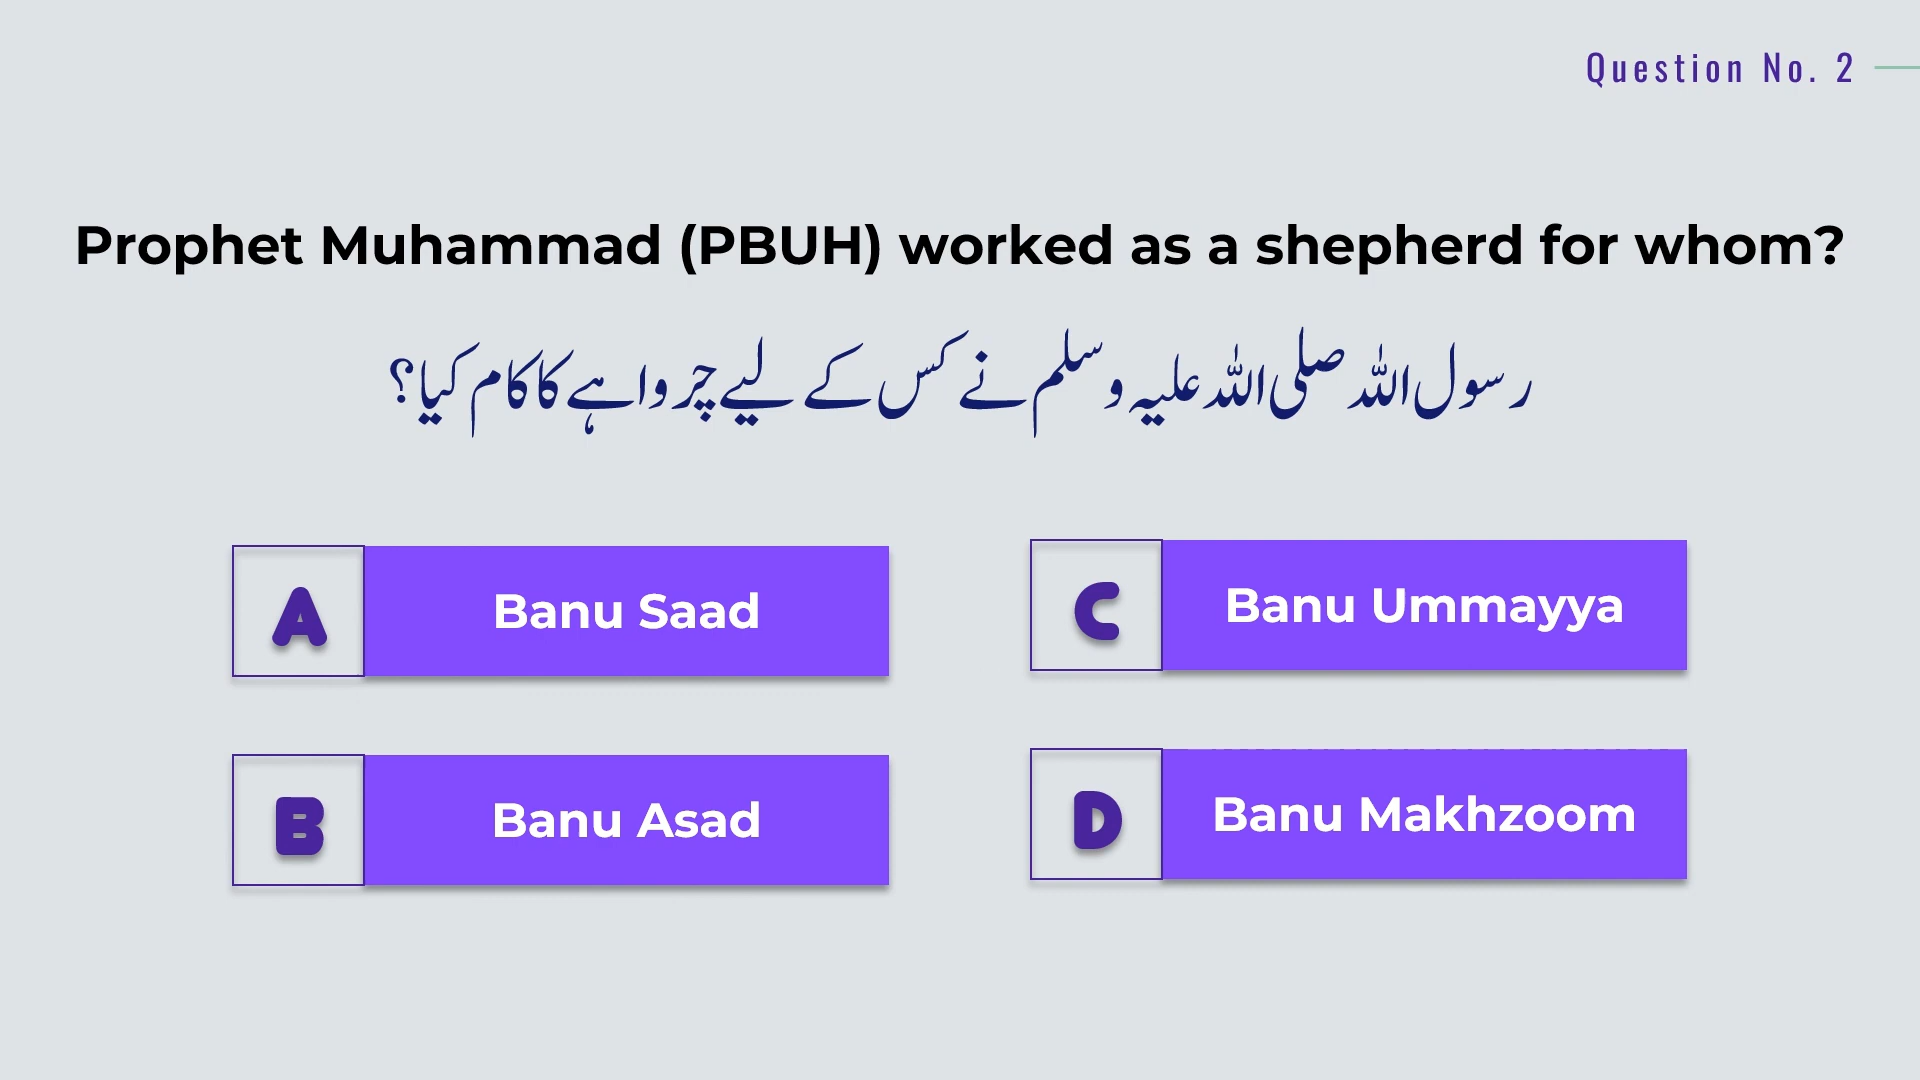 Question No. 2
Prophet Muhammad (PBUH) worked as a shepherd for whom?
رسول اللہ صلی اللہ علیہ وسلم نے کس کے لیے چرواہے کا کام کیا؟
A Banu Saad
C Banu Ummayya
B Banu Asad
D Banu Makhzoom